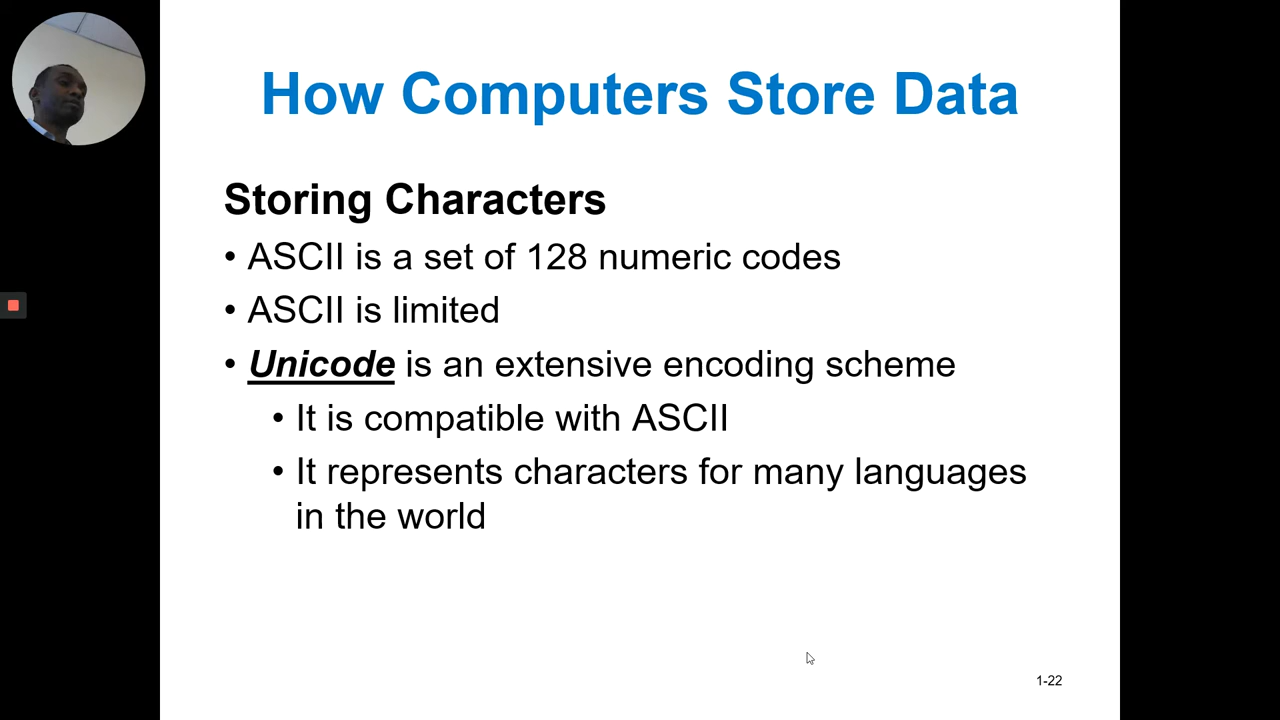 How Computers Store Data
Storing Characters
• ASCII is a set of 128 numeric codes
• ASCII is limited
• Unicode is an extensive encoding scheme
• It is compatible with ASCII
• It represents characters for many languages
in the world
1-22